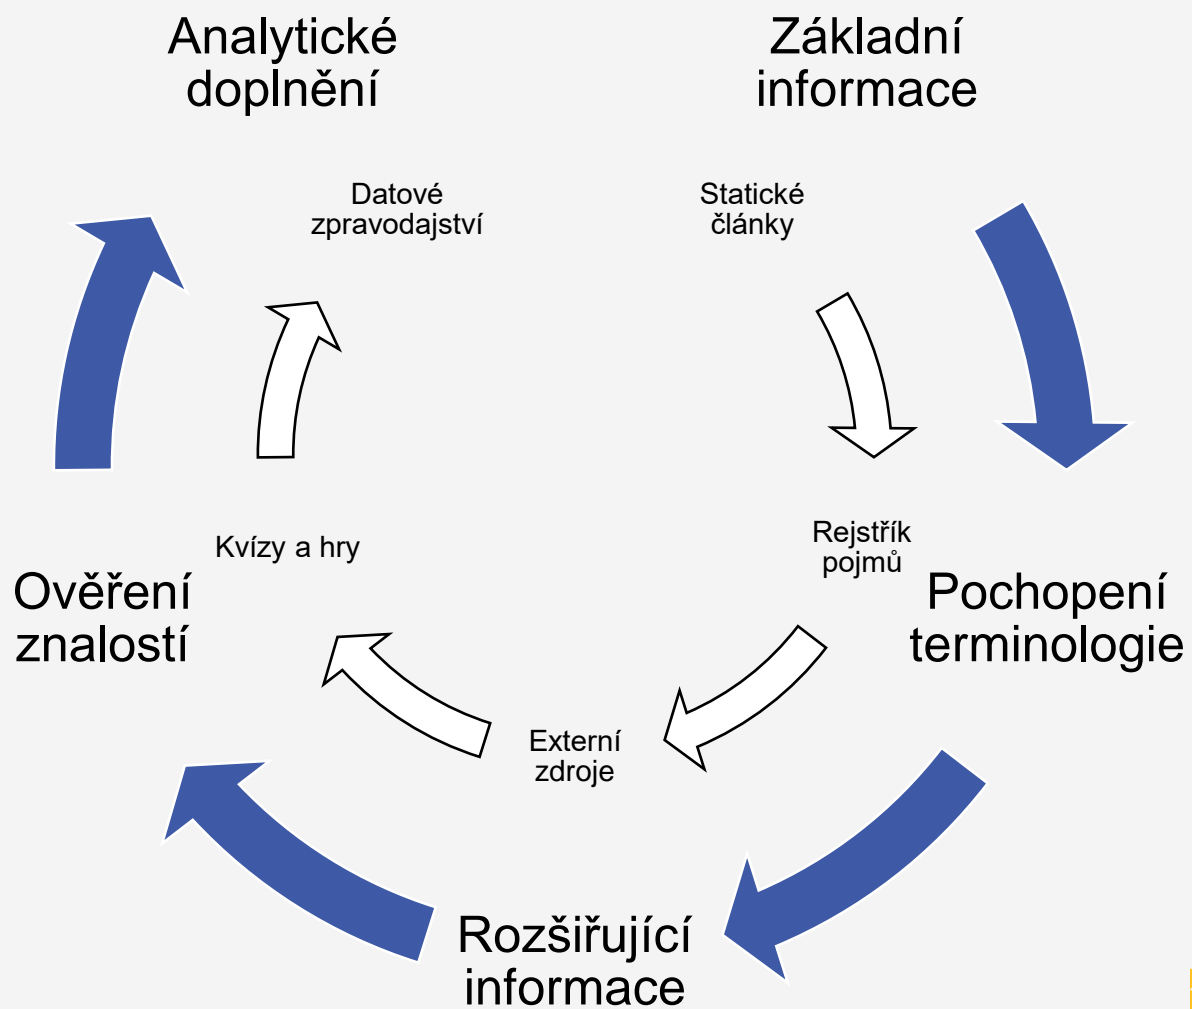 Analytické
doplnění
Základní
informace
Datové
zpravodajství
Statické
články
Kvízy a hry
Rejstřík
pojmů
Ověření
znalostí
Pochopení
terminologie
Externí
zdroje
Rozšiřující
informace